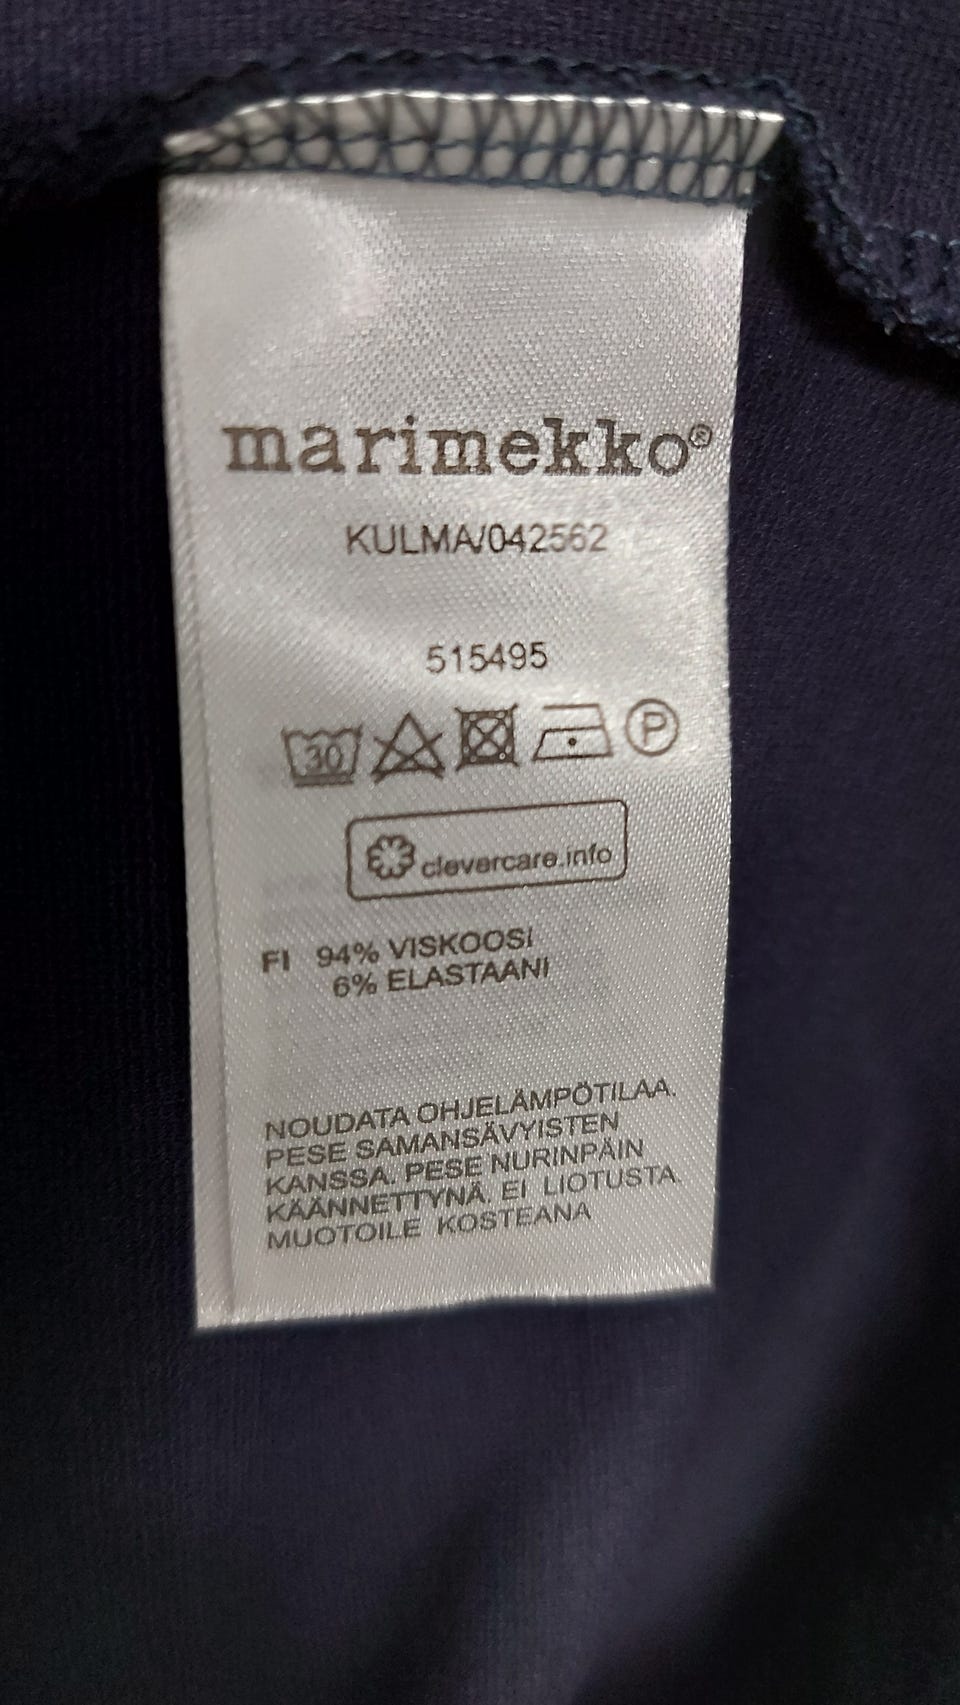 marimekko®
KULMA/042562
515495
30 P
clevercare.info
FI 94% VISKOOSI
6% ELASTAANI
NOUDATA OHJELÄMPÖTILAA.
PESE SAMANSÄVYISTEN
KANSSA. PESE NURINPÄIN
KÄÄNNETTYNÄ. EI LIOTUSTA.
MUOTOILE KOSTEANA